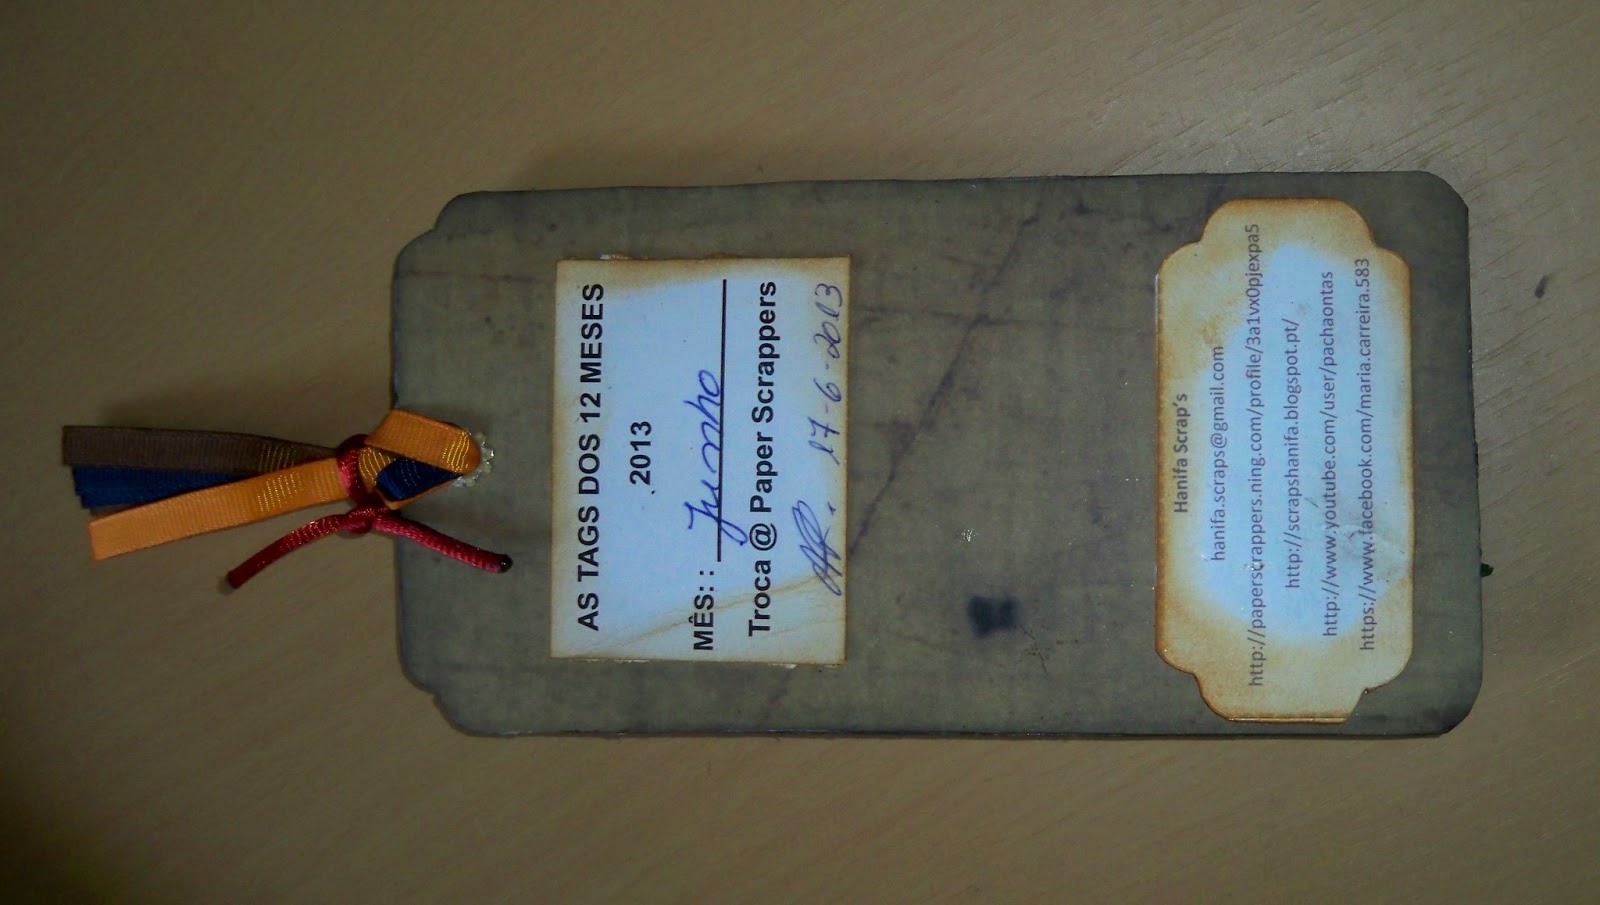 AS TAGS DOS 12 MESES
2013
MÊS: : Junho
Troca @ Paper Scrappers
17-6-2013
Hanifa Scrap's
hanifa.scraps@gmail.com
http://paperscrappers.ning.com/profile/3a1vx0pjexpa5
http://scrapshanifa.blogspot.pt/
http://www.youtube.com/user/pachaontas
https://www.facebook.com/maria.carreira.583